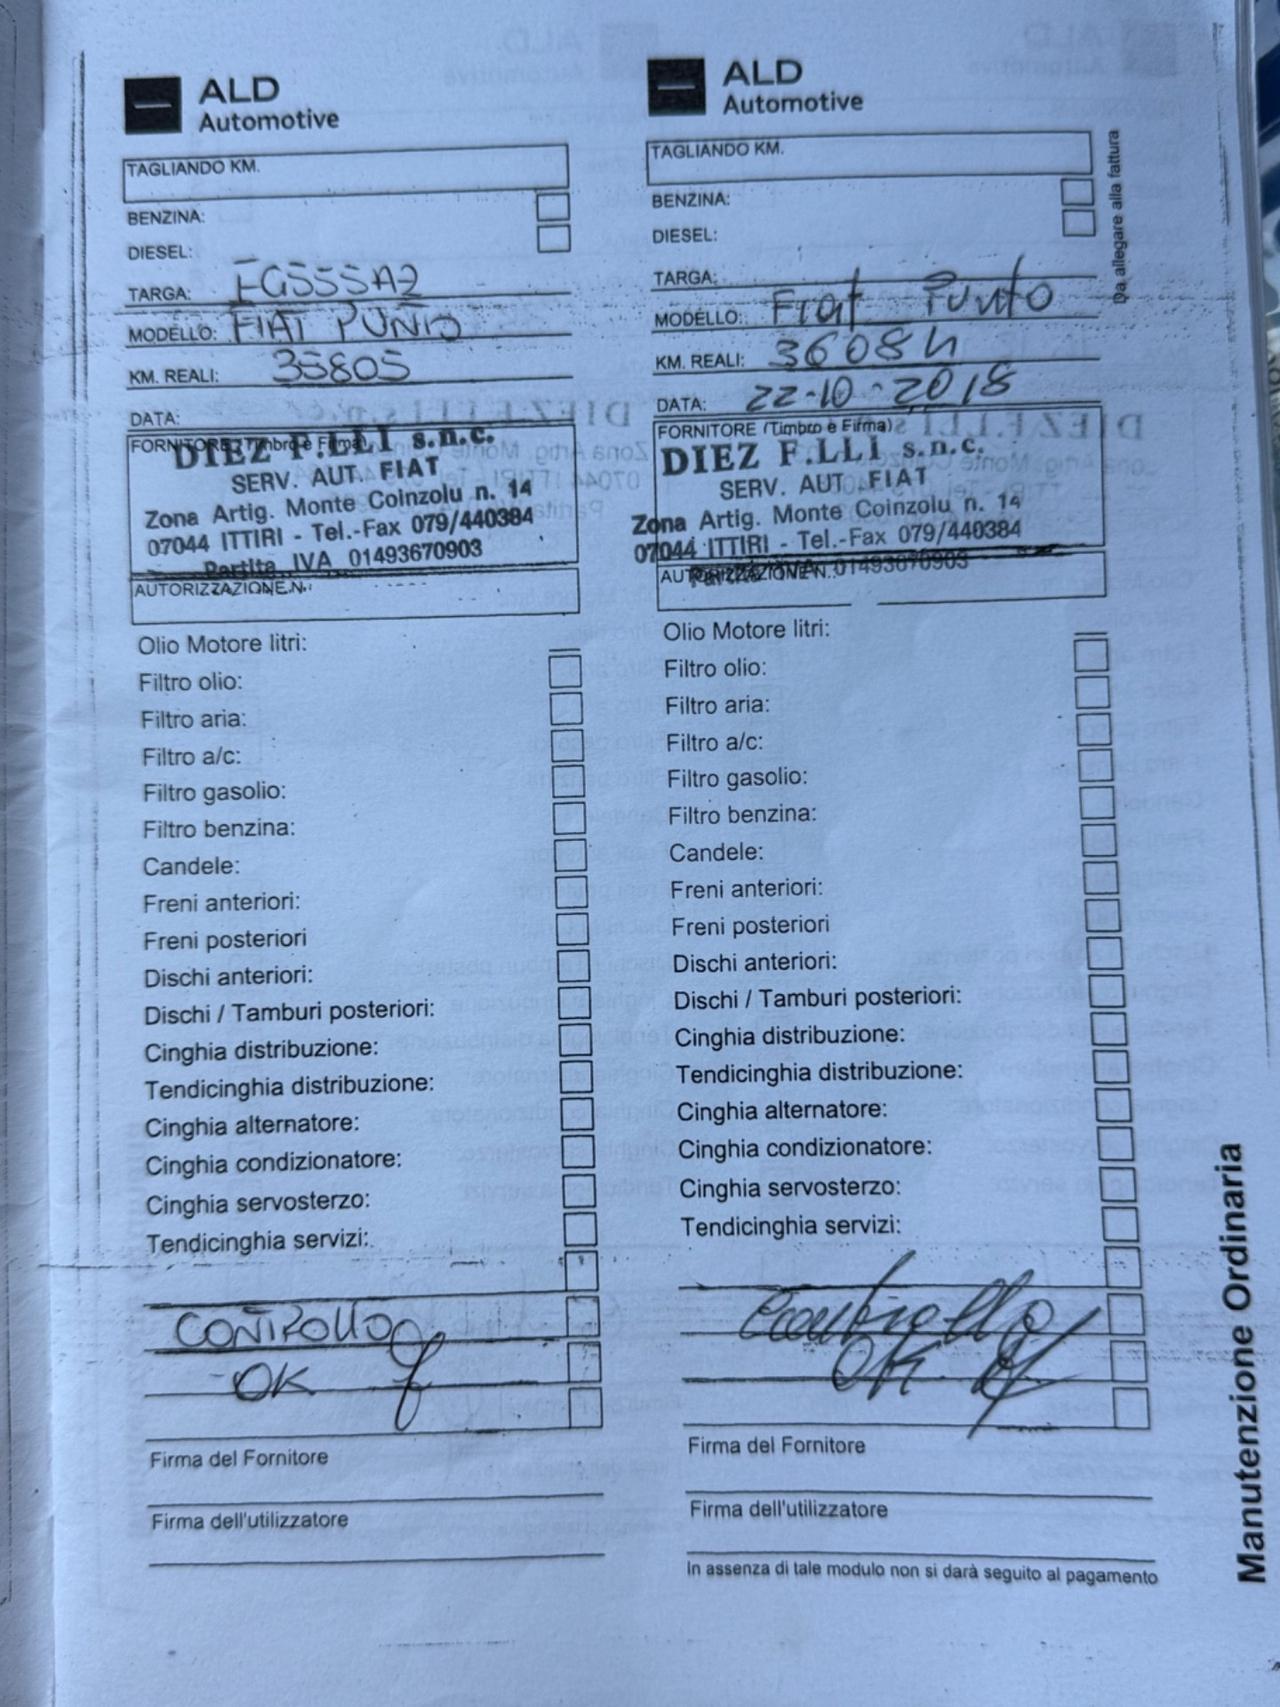 ALD
Automotive
TAGLIANDO KM.
BENZINA:
DIESEL:
TARGA: FG555AZ
MODELLO: FIAT PUNTO
KM. REALI: 35805
DATA:
FORNITORE (Timbro e Firma)
DIEZ F.LLI s.n.c.
SERV. AUT. FIAT
Zona Artig. Monte Coinzolu n. 14
07044 ITTIRI - Tel.-Fax 079/440384
Partita IVA 01493670903
AUTORIZZAZIONE N.:
Olio Motore litri:
Filtro olio:
Filtro aria:
Filtro a/c:
Filtro gasolio:
Filtro benzina:
Candele:
Freni anteriori:
Freni posteriori
Dischi anteriori:
Dischi / Tamburi posteriori:
Cinghia distribuzione:
Tendicinghia distribuzione:
Cinghia alternatore:
Cinghia condizionatore:
Cinghia servosterzo:
Tendicinghia servizi:
CONTROLLO
OK
Firma del Fornitore
Firma dell'utilizzatore
ALD
Automotive
TAGLIANDO KM.
BENZINA:
DIESEL:
TARGA:
MODELLO: Fiat Punto
KM. REALI: 36084
DATA: 22-10-2018
FORNITORE (Timbro e Firma)
DIEZ F.LLI s.n.c.
SERV. AUT. FIAT
Zona Artig. Monte Coinzolu n. 14
07044 ITTIRI - Tel.-Fax 079/440384
Partita IVA 01493670903
AUTORIZZAZIONE N.:
Olio Motore litri:
Filtro olio:
Filtro aria:
Filtro a/c:
Filtro gasolio:
Filtro benzina:
Candele:
Freni anteriori:
Freni posteriori
Dischi anteriori:
Dischi / Tamburi posteriori:
Cinghia distribuzione:
Tendicinghia distribuzione:
Cinghia alternatore:
Cinghia condizionatore:
Cinghia servosterzo:
Tendicinghia servizi:
Controllo
OK
Firma del Fornitore
Firma dell'utilizzatore
In assenza di tale modulo non si darà seguito al pagamento
Da allegare alla fattura
Manutenzione Ordinaria